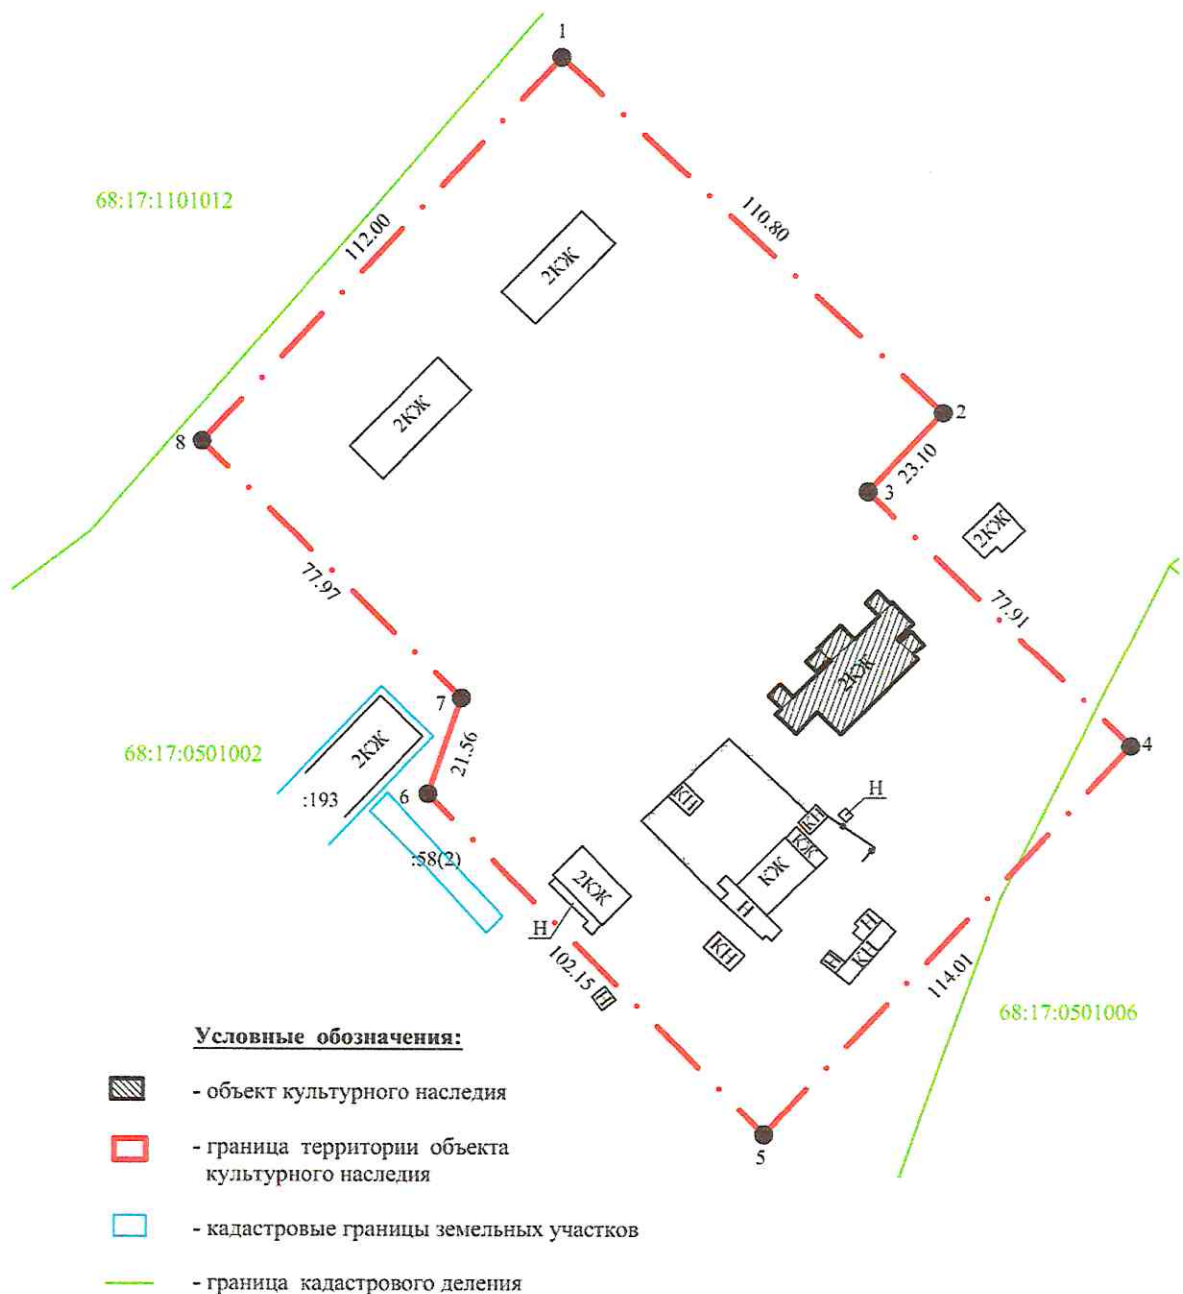 1
68:17:1101012
112.00
110.80
2КЖ
2КЖ
8
2
23.10
3
2КЖ
77.97
77.91
2КЖ
7
4
68:17:0501002
2КЖ
21.56
:193
6
КН
Н
КН
КЖ
:58(2)
КЖ
2КЖ
Н
Н
Н
КН
КН
Н
102.15
Н
114.01
68:17:0501006
5
Условные обозначения:
- объект культурного наследия
- граница территории объекта
культурного наследия
- кадастровые границы земельных участков
- граница кадастрового деления